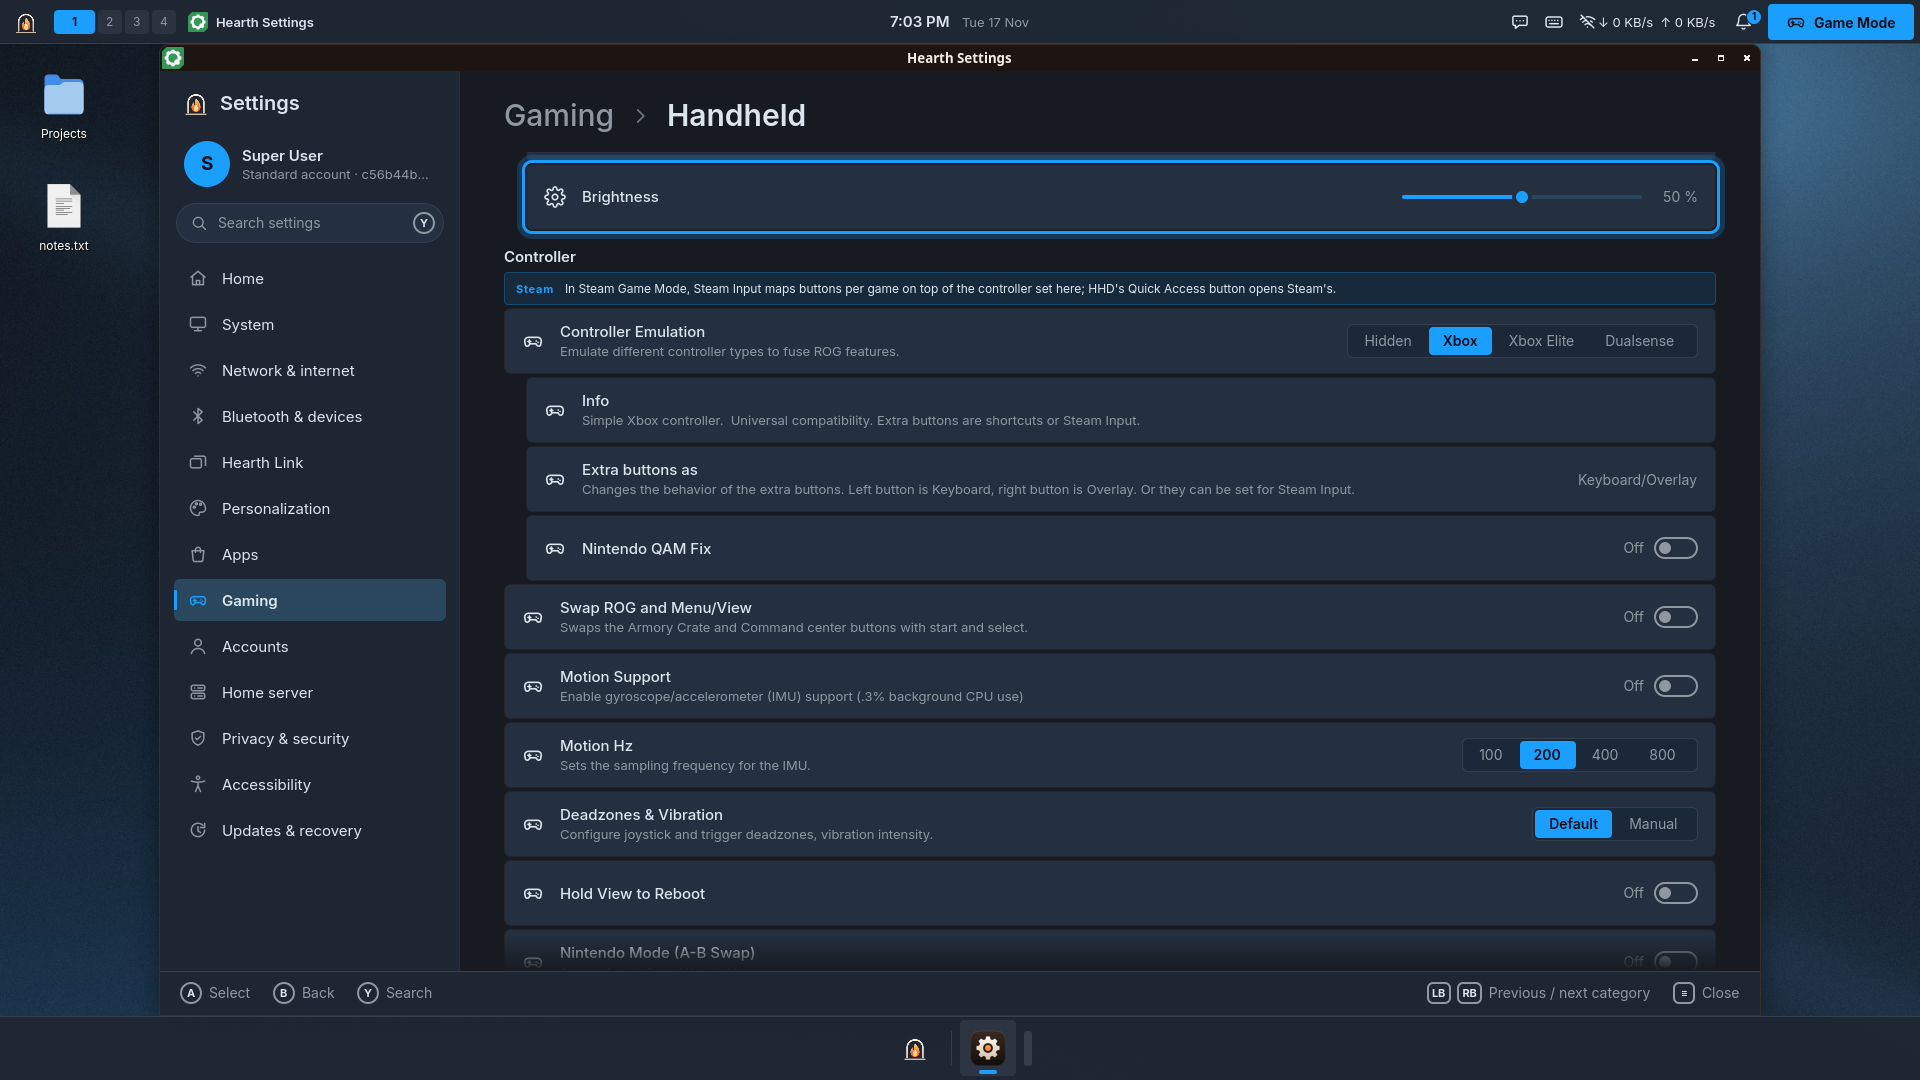 1 2 3 4 Hearth Settings
7:03 PM Tue 17 Nov
↓ 0 KB/s ↑ 0 KB/s
1
Game Mode
Hearth Settings
Projects
notes.txt
Settings
S
Super User
Standard account · c56b44b...
Search settings Y
Home
System
Network & internet
Bluetooth & devices
Hearth Link
Personalization
Apps
Gaming
Accounts
Home server
Privacy & security
Accessibility
Updates & recovery
Gaming > Handheld
Brightness 50 %
Controller
Steam In Steam Game Mode, Steam Input maps buttons per game on top of the controller set here; HHD's Quick Access button opens Steam's.
Controller Emulation
Emulate different controller types to fuse ROG features.
Hidden Xbox Xbox Elite Dualsense
Info
Simple Xbox controller.  Universal compatibility. Extra buttons are shortcuts or Steam Input.
Extra buttons as
Changes the behavior of the extra buttons. Left button is Keyboard, right button is Overlay. Or they can be set for Steam Input.
Keyboard/Overlay
Nintendo QAM Fix Off
Swap ROG and Menu/View
Swaps the Armory Crate and Command center buttons with start and select.
Off
Motion Support
Enable gyroscope/accelerometer (IMU) support (.3% background CPU use)
Off
Motion Hz
Sets the sampling frequency for the IMU.
100 200 400 800
Deadzones & Vibration
Configure joystick and trigger deadzones, vibration intensity.
Default Manual
Hold View to Reboot Off
Nintendo Mode (A-B Swap)
Off
A Select B Back Y Search
LB RB Previous / next category ≡ Close